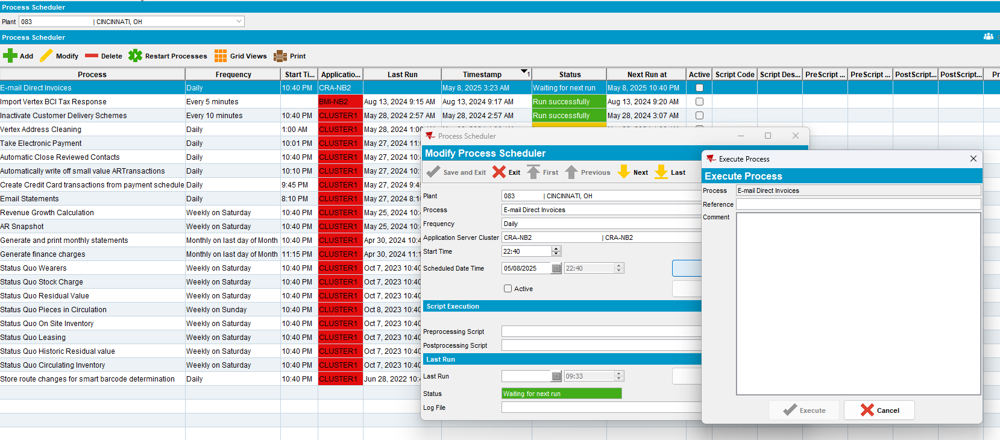 Process Scheduler
Plant 083 | CINCINNATI, OH
Process Scheduler
Add Modify Delete Restart Processes Grid Views Print
Process Frequency Start Ti... Applicatio... Last Run Timestamp 1 Status Next Run at Active Script Code Script Des... PreScript ... PreScript ... PostScript... PostScript... Pr
E-mail Direct Invoices Daily 10:40 PM CRA-NB2 May 8, 2025 3:23 AM Waiting for next run May 8, 2025 10:40 PM
Import Vertex BCI Tax Response Every 5 minutes BMI-NB2 Aug 13, 2024 9:15 AM Aug 13, 2024 9:17 AM Run successfully Aug 13, 2024 9:20 AM
Inactivate Customer Delivery Schemes Every 10 minutes 10:40 PM CLUSTER1 May 28, 2024 2:57 AM May 28, 2024 2:57 AM Run successfully May 28, 2024 3:07 AM
Vertex Address Cleaning Daily 1:00 AM CLUSTER1 May 28, 2024 1:00
Take Electronic Payment Daily 10:01 PM CLUSTER1 May 27, 2024 11:0
Automatic Close Reviewed Contacts Daily 10:40 PM CLUSTER1 May 27, 2024 10:4
Automatically write off small value ARTransactions Daily 10:10 PM CLUSTER1 May 27, 2024 10:
Create Credit Card transactions from payment schedule Daily 9:45 PM CLUSTER1 May 27, 2024 9:4
Email Statements Daily 8:10 PM CLUSTER1 May 27, 2024 8:1
Revenue Growth Calculation Weekly on Saturday 10:40 PM CLUSTER1 May 25, 2024 10:4
AR Snapshot Weekly on Saturday 10:40 PM CLUSTER1 May 25, 2024 10:4
Generate and print monthly statements Monthly on last day of Month 10:40 PM CLUSTER1 Apr 30, 2024 10:4
Generate finance charges Monthly on last day of Month 11:15 PM CLUSTER1 Apr 30, 2024 11:1
Status Quo Wearers Weekly on Saturday 10:40 PM CLUSTER1 Oct 7, 2023 10:40
Status Quo Stock Charge Weekly on Saturday 10:40 PM CLUSTER1 Oct 7, 2023 10:40
Status Quo Residual Value Weekly on Saturday 10:40 PM CLUSTER1 Oct 7, 2023 10:40
Status Quo Pieces in Circulation Weekly on Sunday 10:40 PM CLUSTER1 Oct 8, 2023 10:40
Status Quo On Site Inventory Weekly on Saturday 10:40 PM CLUSTER1 Oct 7, 2023 10:40
Status Quo Leasing Weekly on Saturday 10:40 PM CLUSTER1 Oct 7, 2023 10:40
Status Quo Historic Residual value Weekly on Saturday 10:40 PM CLUSTER1 Oct 7, 2023 10:40
Status Quo Circulating Inventory Weekly on Saturday 10:40 PM CLUSTER1 Oct 7, 2023 10:40
Store route changes for smart barcode determination Daily 10:40 PM CLUSTER1 Jun 28, 2022 10:4
Process Scheduler
Modify Process Scheduler
Save and Exit Exit First Previous Next Last
Plant 083 | CINCINNATI, OH
Process E-mail Direct Invoices
Frequency Daily
Application Server Cluster CRA-NB2 | CRA-NB2
Start Time 22:40
Scheduled Date Time 05/08/2025 16 22:40
Active
Script Execution
Preprocessing Script
Postprocessing Script
Last Run
Last Run 16 09:33
Status Waiting for next run
Log File
Execute Process
Execute Process
Process E-mail Direct Invoices
Reference
Comment
Execute Cancel